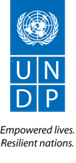 U N
D P
Empowered lives.
Resilient nations.